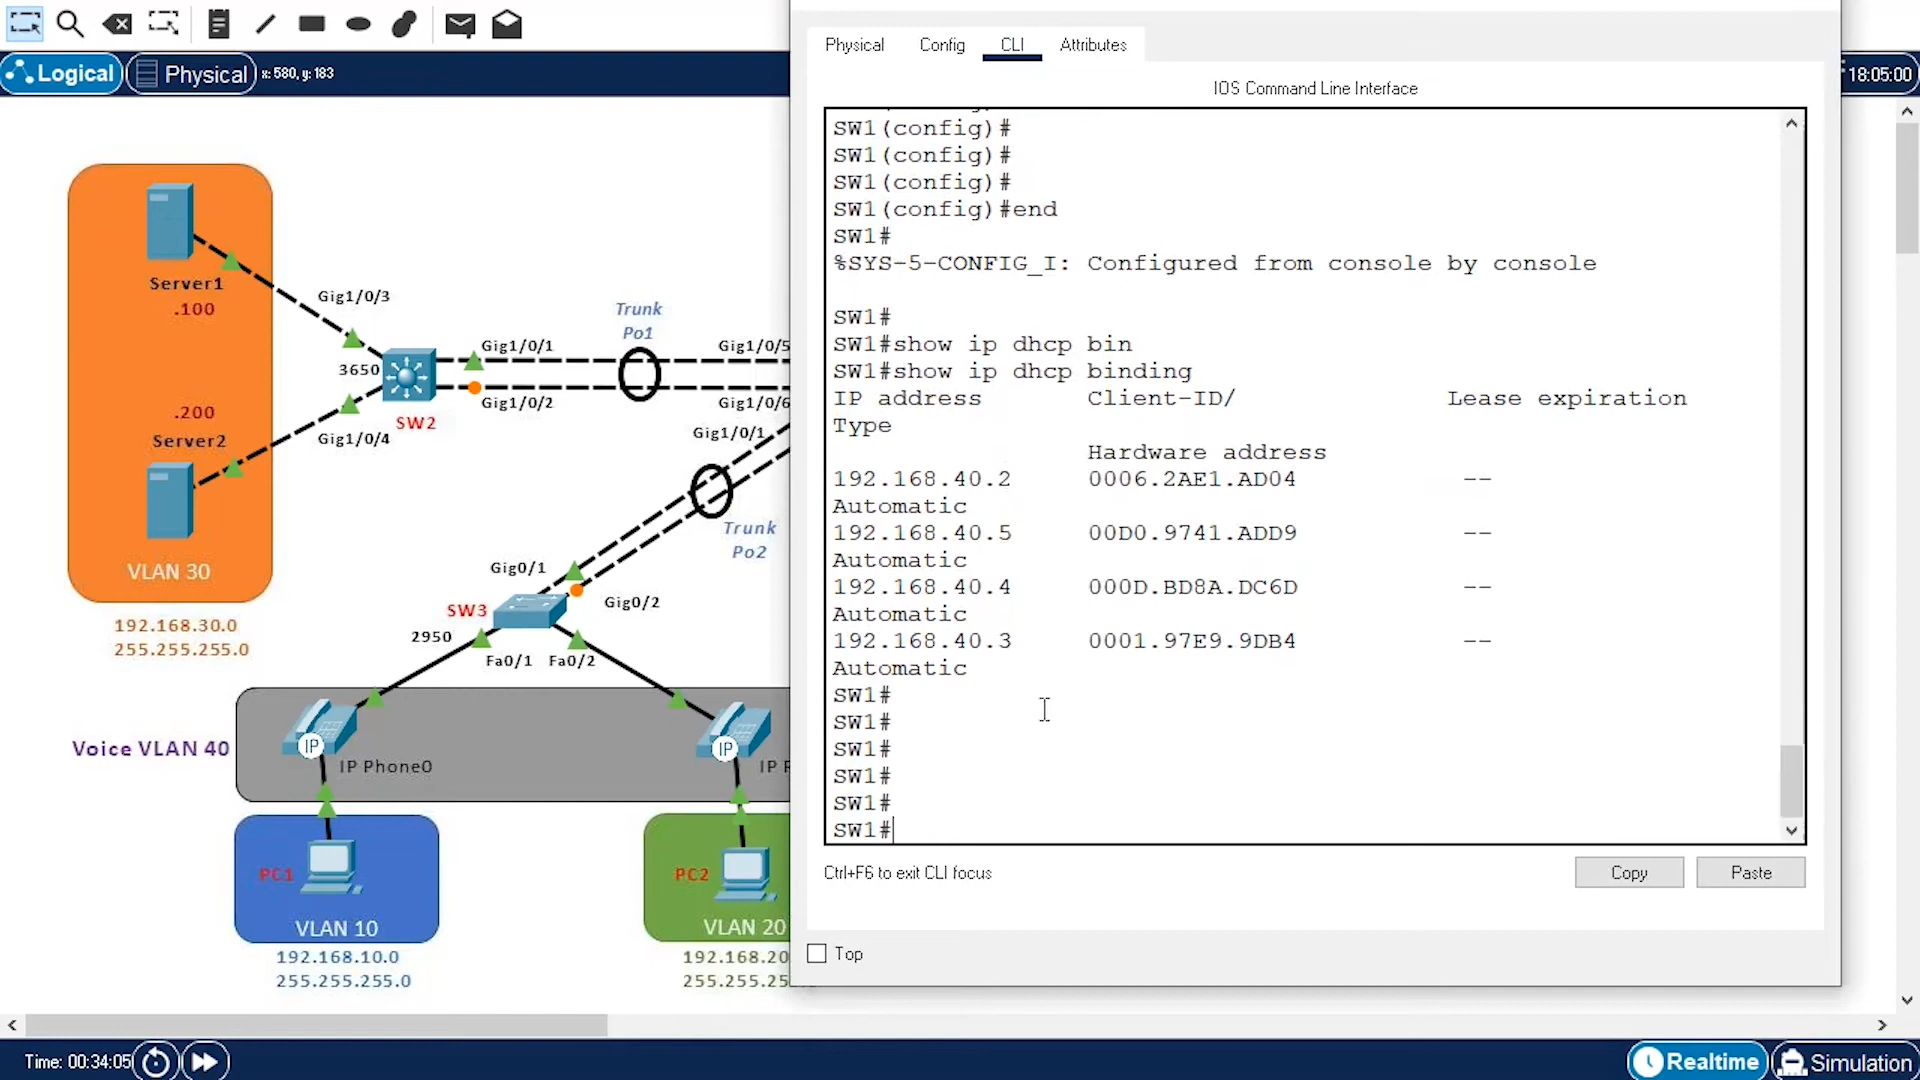 Logical
Physical
x: 580, y: 183
18:05:00
Server1
.100
Gig1/0/3
3650
SW2
.200
Server2
Gig1/0/4
Gig1/0/1
Gig1/0/2
Trunk
Po1
Gig1/0/5
Gig1/0/6
Gig1/0/1
VLAN 30
192.168.30.0
255.255.255.0
Trunk
Po2
Gig0/1
Gig0/2
SW3
2950
Fa0/1
Fa0/2
Voice VLAN 40
IP
IP Phone0
IP
IP
PC1
VLAN 10
192.168.10.0
255.255.255.0
PC2
VLAN 20
192.168.20
255.255.255.
Physical
Config
CLI
Attributes
IOS Command Line Interface
SW1(config)#
SW1(config)#
SW1(config)#
SW1(config)#end
SW1#
%SYS-5-CONFIG_I: Configured from console by console
SW1#
SW1#show ip dhcp bin
SW1#show ip dhcp binding
IP address Client-ID/ Lease expiration
Type
Hardware address
192.168.40.2 0006.2AE1.AD04 --
Automatic
192.168.40.5 00D0.9741.ADD9 --
Automatic
192.168.40.4 000D.BD8A.DC6D --
Automatic
192.168.40.3 0001.97E9.9DB4 --
Automatic
SW1#
SW1#
SW1#
SW1#
SW1#
SW1#
Ctrl+F6 to exit CLI focus
Copy
Paste
Top
Time: 00:34:05
Realtime
Simulation